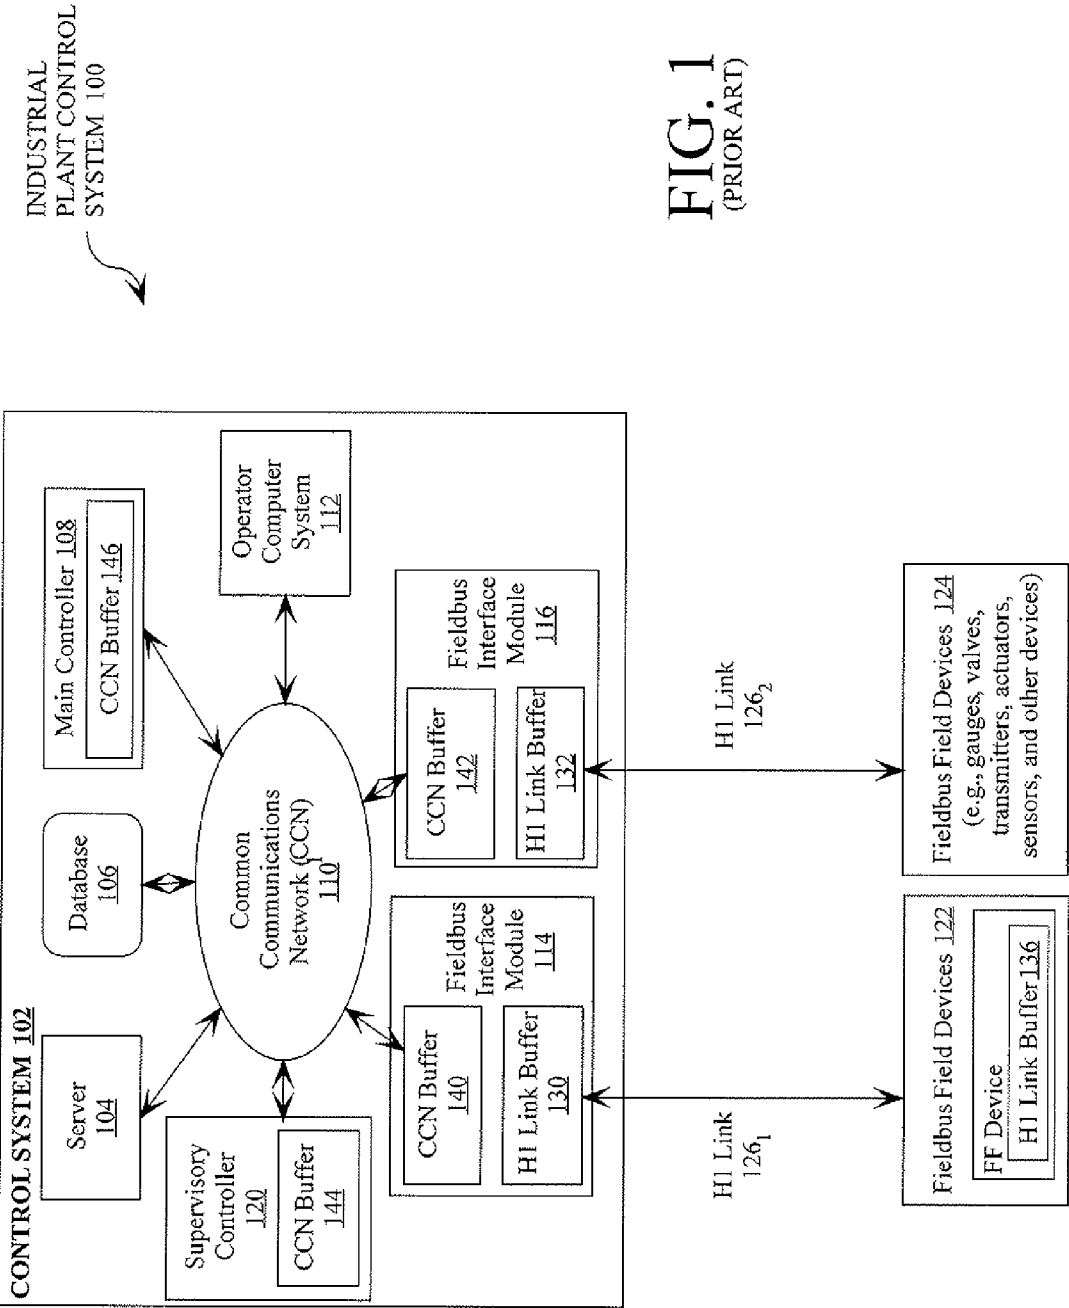 INDUSTRIAL
PLANT CONTROL
SYSTEM 100
CONTROL SYSTEM 102
Server
104
Database
106
Main Controller 108
CCN Buffer 146
Supervisory
Controller
120
CCN Buffer
144
Common
Communications
Network (CCN)
110
Operator
Computer
System
112
CCN Buffer
140
H1 Link Buffer
130
Fieldbus
Interface
Module
114
CCN Buffer
142
H1 Link Buffer
132
Fieldbus
Interface
Module
116
H1 Link
126₁
H1 Link
126₂
Fieldbus Field Devices 122
FF Device
H1 Link Buffer 136
Fieldbus Field Devices 124
(e.g., gauges, valves,
transmitters, actuators,
sensors, and other devices)
FIG. 1
(PRIOR ART)